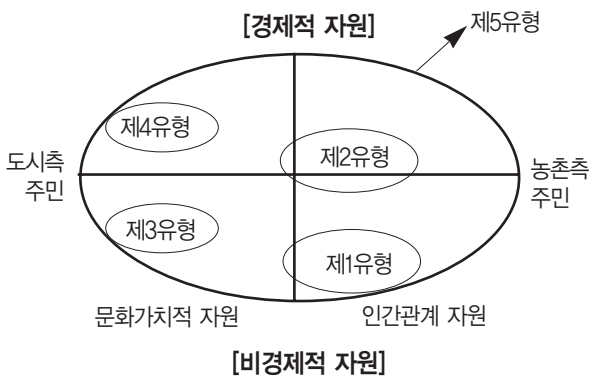 [경제적 자원]
제5유형
제4유형
제2유형
도시측
주민
농촌측
주민
제3유형
제1유형
문화가치적 자원
인간관계 자원
[비경제적 자원]